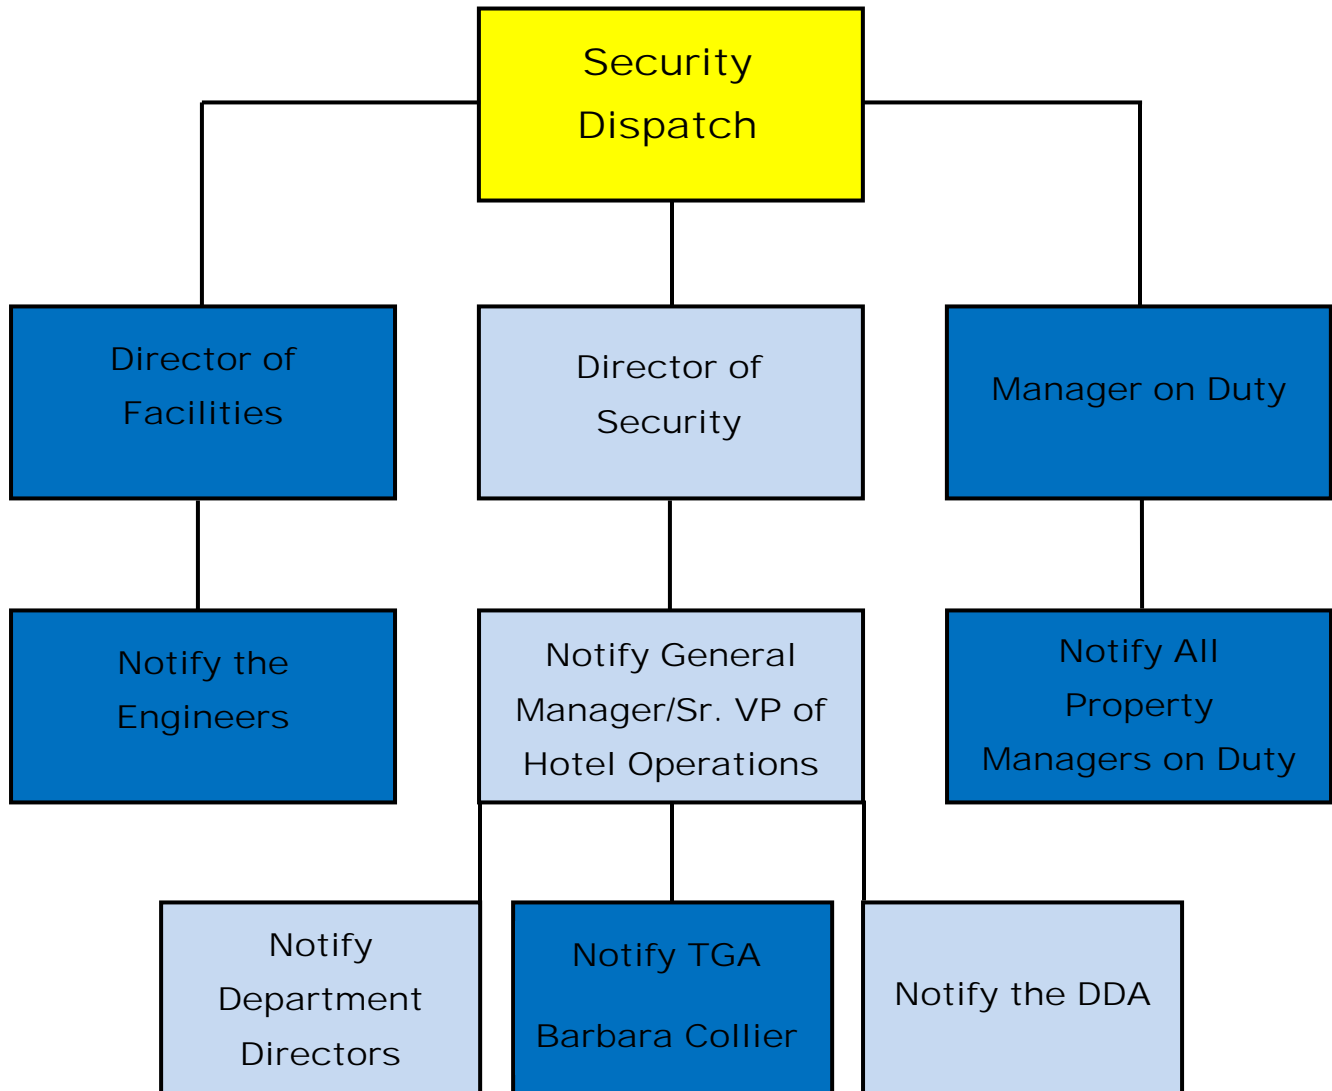 Security
Dispatch
Director of
Facilities
Director of
Security
Manager on Duty
Notify the
Engineers
Notify General
Manager/Sr. VP of
Hotel Operations
Notify All
Property
Managers on Duty
Notify
Department
Directors
Notify TGA
Barbara Collier
Notify the DDA